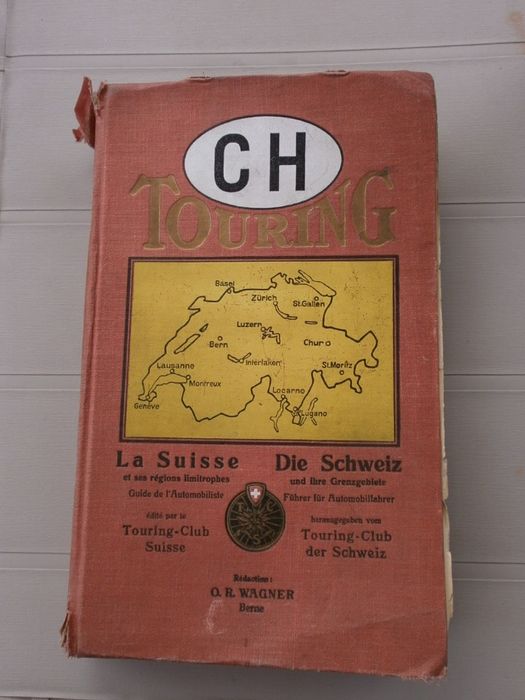 CH
TOURING
Basel
Zürich
St.Gallen
Luzern
Bern
Chur
Interlaken
Lausanne
St.Moritz
Montreux
Locarno
Genève
Lugano
La Suisse
et ses régions limitrophes
Guide de l'Automobiliste
édité par le
Touring-Club
Suisse
Die Schweiz
und ihre Grenzgebiete
Führer für Automobilfahrer
herausgegeben vom
Touring-Club
der Schweiz
Rédaction:
O. R. WAGNER
Berne